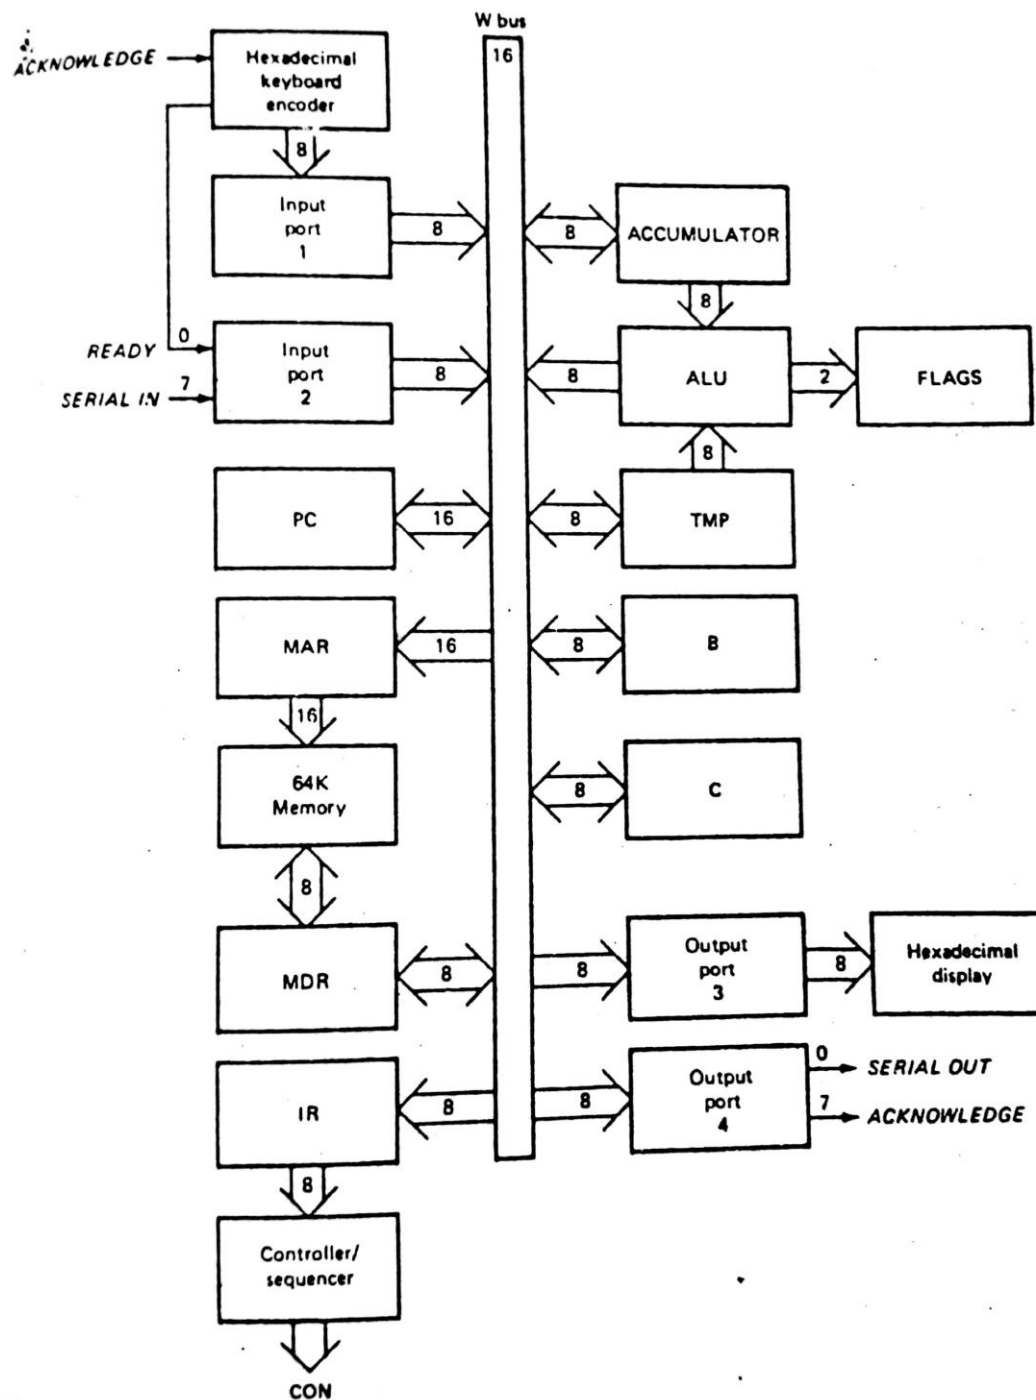 W bus
16
ACKNOWLEDGE
Hexadecimal
keyboard
encoder
8
Input
port
1
8
8
ACCUMULATOR
8
READY
0
SERIAL IN
7
Input
port
2
8
8
ALU
2
FLAGS
8
PC
16
8
TMP
MAR
16
8
B
16
64K
Memory
8
C
8
MDR
8
8
Output
port
3
8
Hexadecimal
display
IR
8
8
Output
port
4
0
SERIAL OUT
7
ACKNOWLEDGE
8
Controller/
sequencer
CON